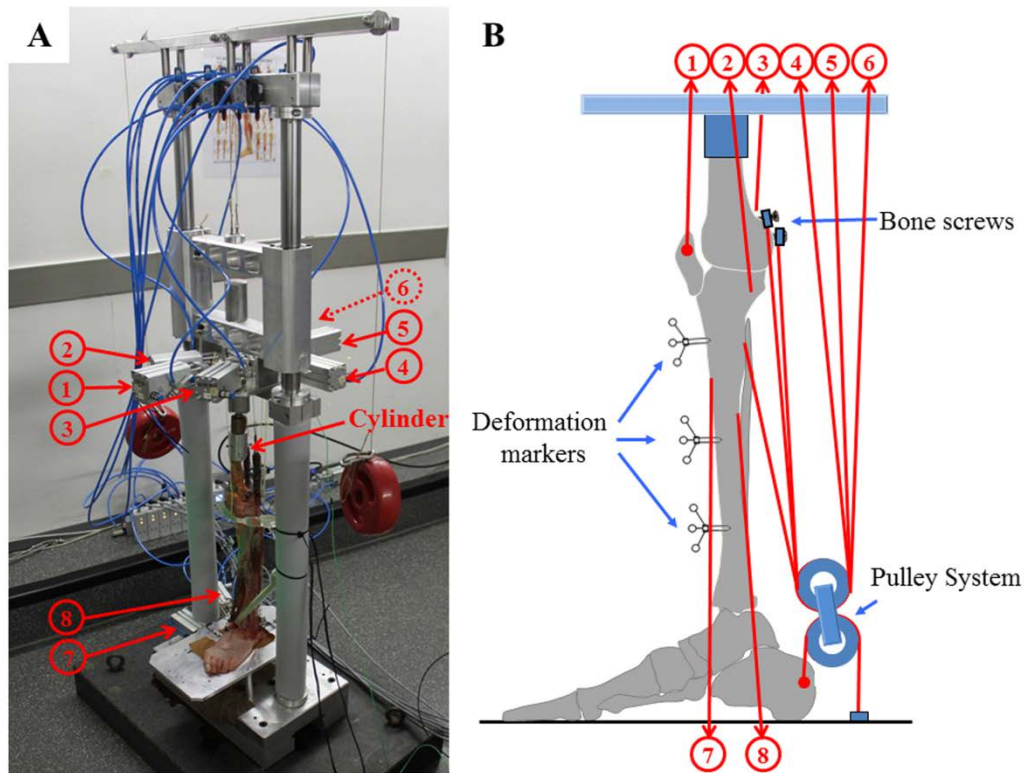 A
2
1
3
6
5
4
Cylinder
8
7
B
1 2 3 4 5 6
Bone screws
Deformation
markers
Pulley System
7 8